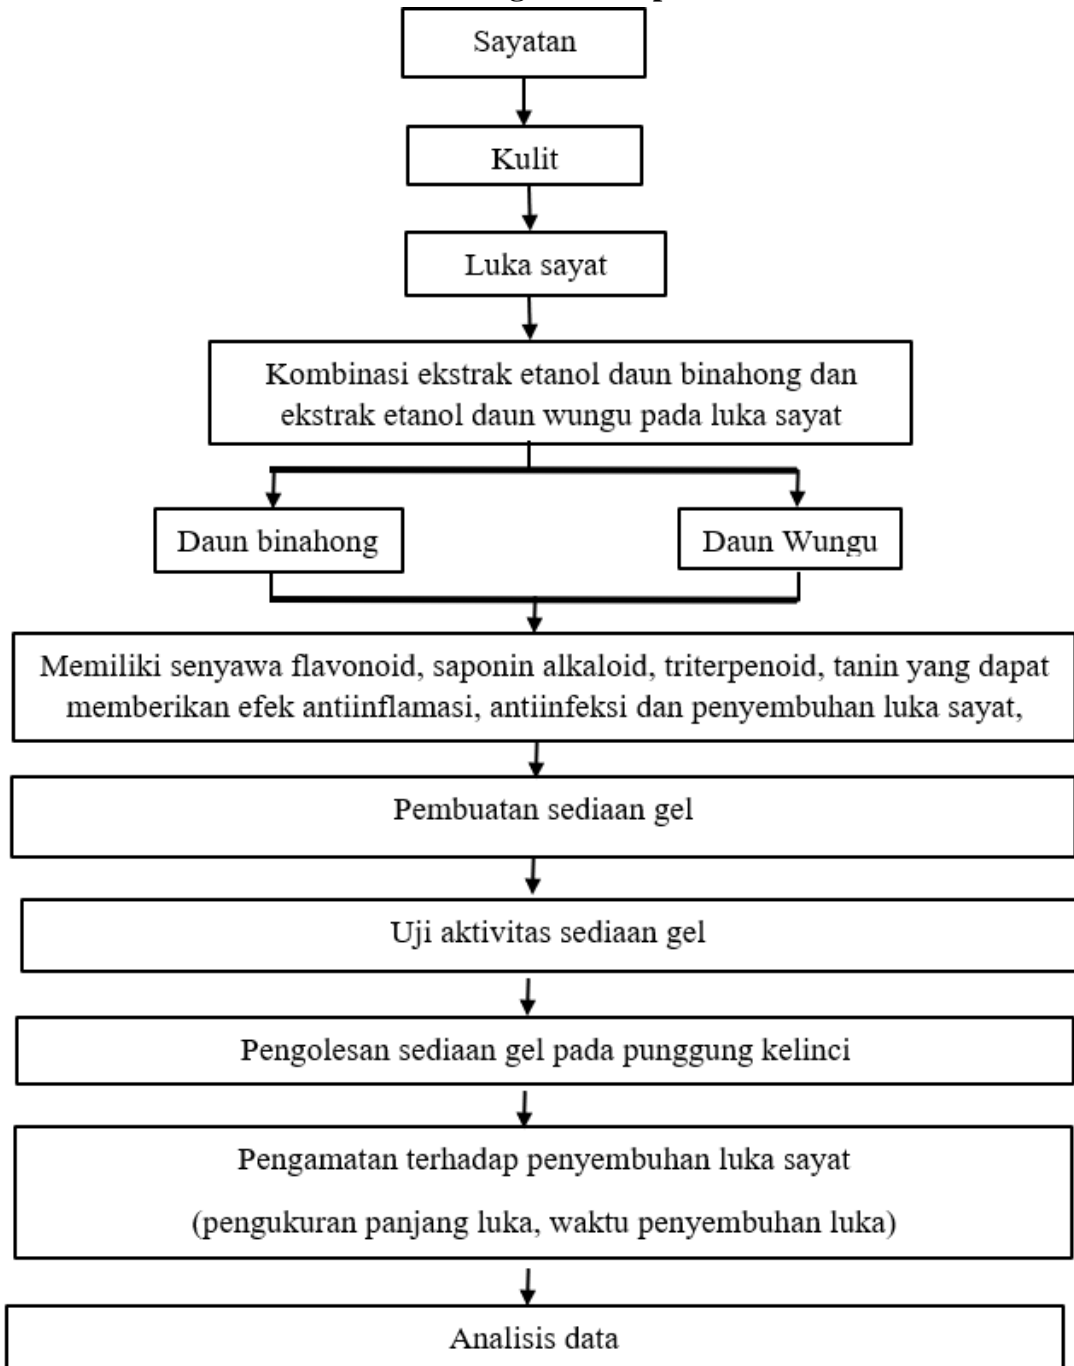 Sayatan
Kulit
Luka sayat
Kombinasi ekstrak etanol daun binahong dan
ekstrak etanol daun wungu pada luka sayat
Daun binahong
Daun Wungu
Memiliki senyawa flavonoid, saponin alkaloid, triterpenoid, tanin yang dapat
memberikan efek antiinflamasi, antiinfeksi dan penyembuhan luka sayat,
Pembuatan sediaan gel
Uji aktivitas sediaan gel
Pengolesan sediaan gel pada punggung kelinci
Pengamatan terhadap penyembuhan luka sayat
(pengukuran panjang luka, waktu penyembuhan luka)
Analisis data